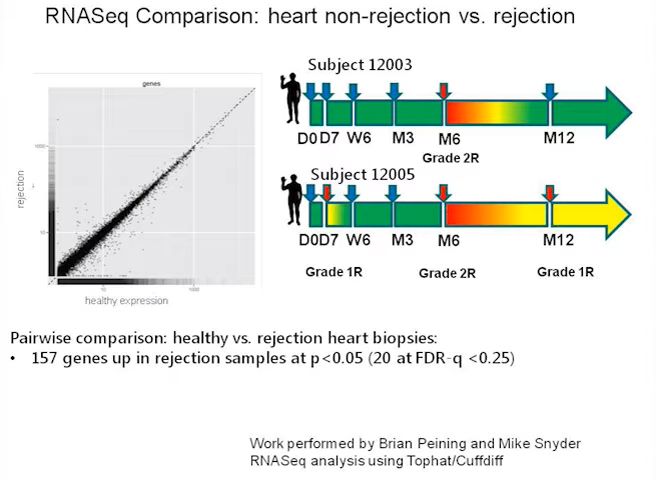 RNASeq Comparison: heart non-rejection vs. rejection
genes
rejection
healthy expression
Subject 12003
D0 D7 W6 M3 M6 M12
Grade 2R
Subject 12005
D0D7 W6 M3 M6 M12
Grade 1R Grade 2R Grade 1R
Pairwise comparison: healthy vs. rejection heart biopsies:
• 157 genes up in rejection samples at p<0.05 (20 at FDR-q <0.25)
Work performed by Brian Peining and Mike Snyder
RNASeq analysis using Tophat/Cuffdiff